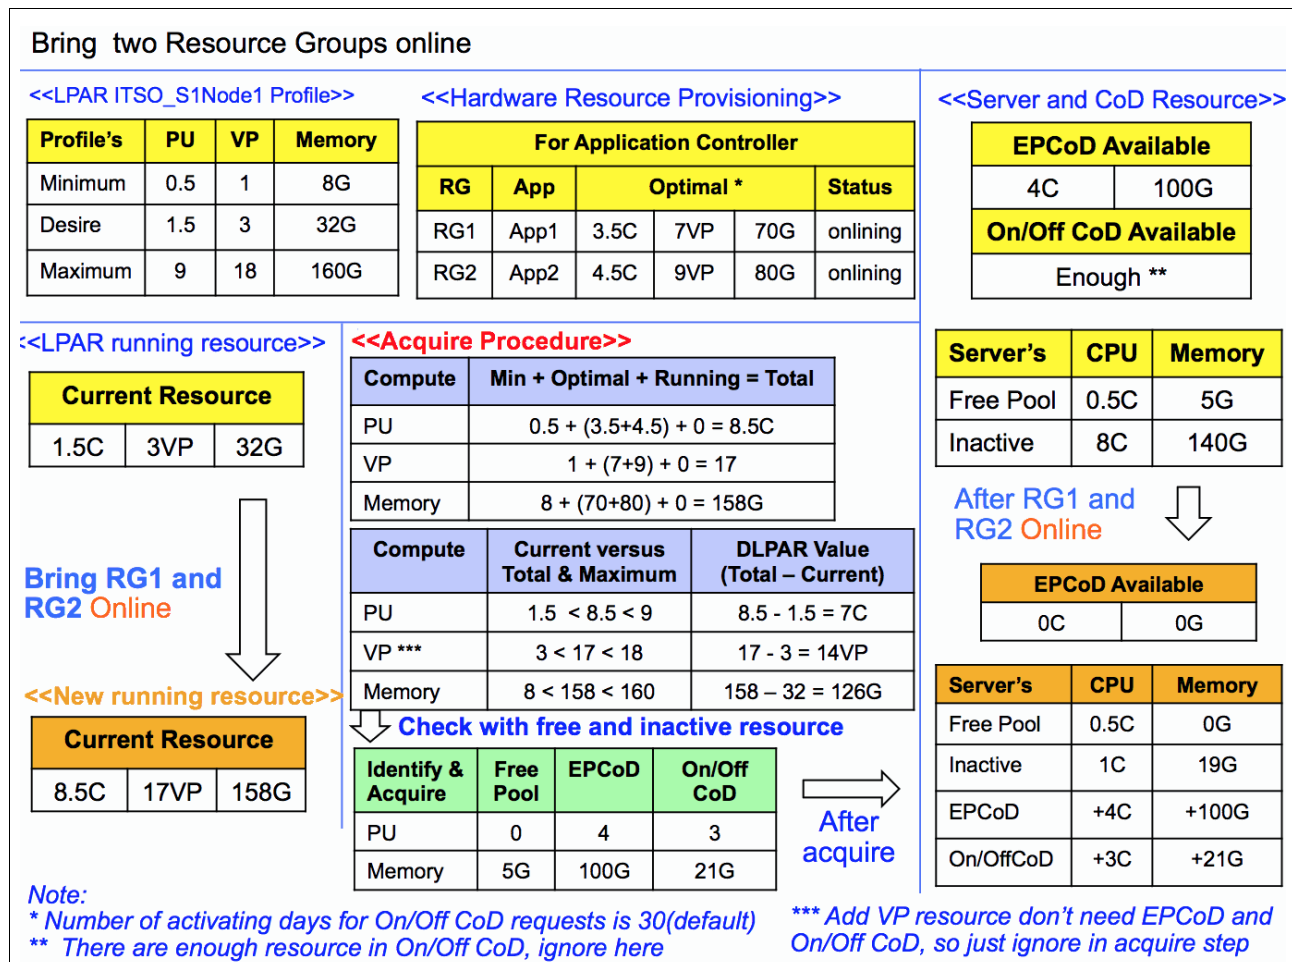 Bring two Resource Groups online
<<LPAR ITSO_S1Node1 Profile>>
Profile's PU VP Memory
Minimum 0.5 1 8G
Desire 1.5 3 32G
Maximum 9 18 160G
<<Hardware Resource Provisioning>>
For Application Controller
RG App Optimal * Status
RG1 App1 3.5C 7VP 70G onlining
RG2 App2 4.5C 9VP 80G onlining
<<Server and CoD Resource>>
EPCoD Available
4C 100G
On/Off CoD Available
Enough **
<<LPAR running resource>>
Current Resource
1.5C 3VP 32G
Bring RG1 and
RG2 Online
<<New running resource>>
Current Resource
8.5C 17VP 158G
<<Acquire Procedure>>
Compute Min + Optimal + Running = Total
PU 0.5 + (3.5+4.5) + 0 = 8.5C
VP 1 + (7+9) + 0 = 17
Memory 8 + (70+80) + 0 = 158G
Compute Current versus DLPAR Value
Total & Maximum (Total – Current)
PU 1.5 < 8.5 < 9 8.5 - 1.5 = 7C
VP *** 3 < 17 < 18 17 - 3 = 14VP
Memory 8 < 158 < 160 158 – 32 = 126G
Check with free and inactive resource
Identify & Free EPCoD On/Off
Acquire Pool CoD
PU 0 4 3
Memory 5G 100G 21G
After
acquire
Server's CPU Memory
Free Pool 0.5C 5G
Inactive 8C 140G
After RG1 and
RG2 Online
EPCoD Available
0C 0G
Server's CPU Memory
Free Pool 0.5C 0G
Inactive 1C 19G
EPCoD +4C +100G
On/OffCoD +3C +21G
Note:
* Number of activating days for On/Off CoD requests is 30(default)
** There are enough resource in On/Off CoD, ignore here
*** Add VP resource don't need EPCoD and
On/Off CoD, so just ignore in acquire step